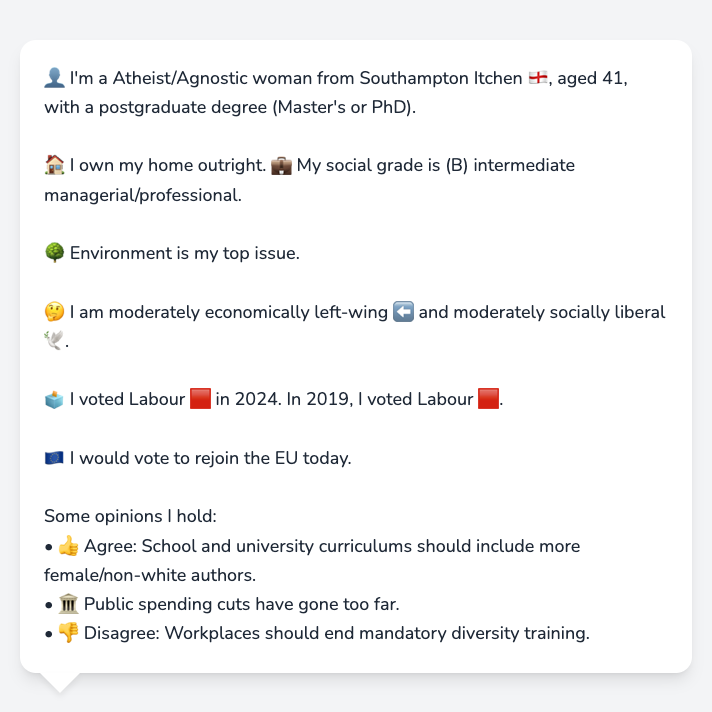 👤 I'm a Atheist/Agnostic woman from Southampton Itchen 🏴󠁧󠁢󠁥󠁮󠁧󠁿, aged 41,
with a postgraduate degree (Master's or PhD).
🏠 I own my home outright. 💼 My social grade is (B) intermediate
managerial/professional.
🌳 Environment is my top issue.
🤔 I am moderately economically left-wing ⬅️ and moderately socially liberal
🕊️.
🗳️ I voted Labour 🟥 in 2024. In 2019, I voted Labour 🟥.
🇪🇺 I would vote to rejoin the EU today.
Some opinions I hold:
• 👍 Agree: School and university curriculums should include more
female/non-white authors.
• 🏛️ Public spending cuts have gone too far.
• 👎 Disagree: Workplaces should end mandatory diversity training.